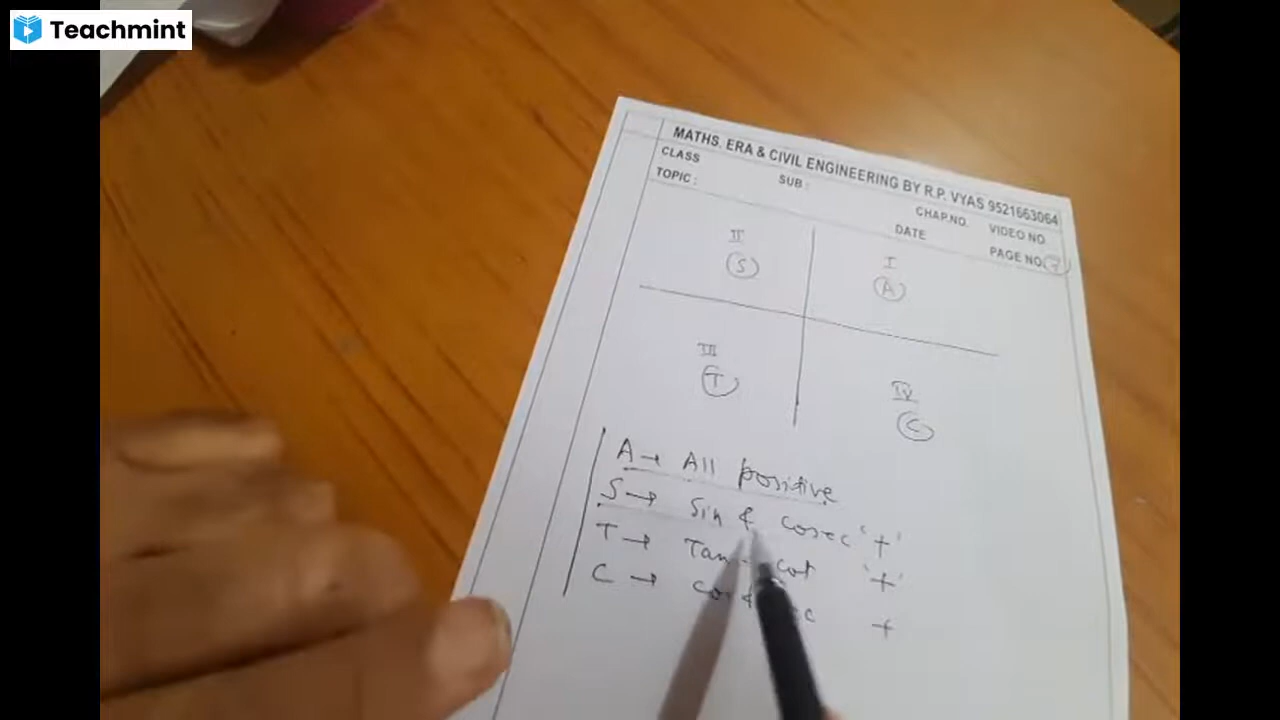 Teachmint
MATHS. ERA & CIVIL ENGINEERING BY R.P. VYAS 9521663064
CLASS
SUB :
CHAP.NO.
VIDEO NO.
TOPIC :
DATE
PAGE NO.
II
S
I
A
III
T
IV
C
A → All positive
S → Sin & cosec '+'
T → Tan cot '+'
C → +